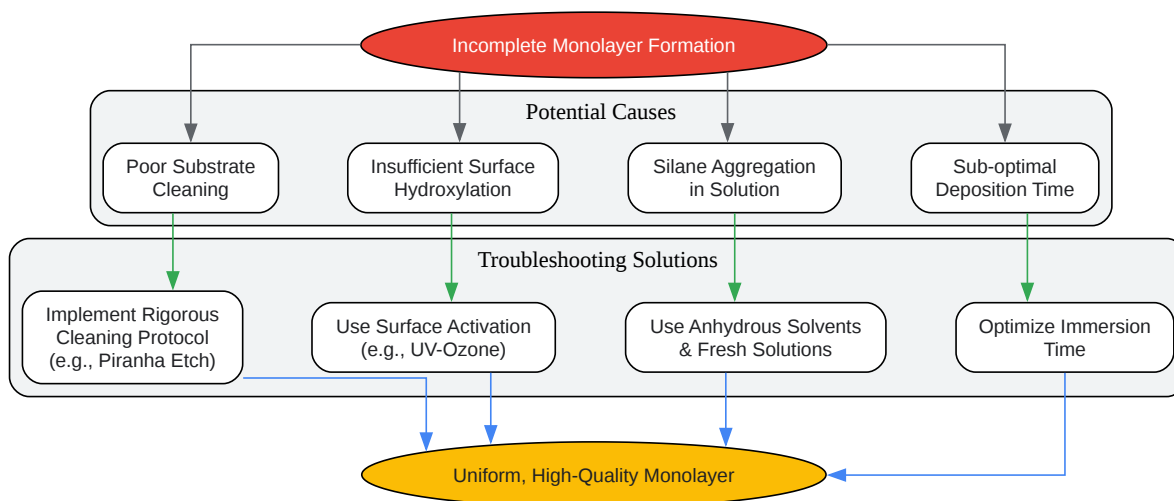 Incomplete Monolayer Formation
Potential Causes
Poor Substrate
Cleaning
Insufficient Surface
Hydroxylation
Silane Aggregation
in Solution
Sub-optimal
Deposition Time
Troubleshooting Solutions
Implement Rigorous
Cleaning Protocol
(e.g., Piranha Etch)
Use Surface Activation
(e.g., UV-Ozone)
Use Anhydrous Solvents
& Fresh Solutions
Optimize Immersion
Time
Uniform, High-Quality Monolayer